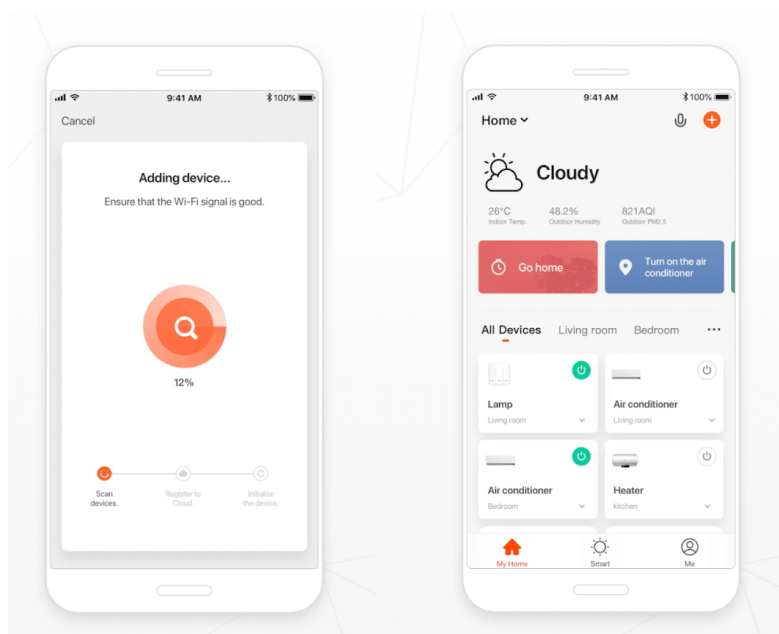 9:41 AM
100%
Cancel
Adding device...
Ensure that the Wi-Fi signal is good.
12%
Scan
devices.
Register to
Cloud.
Initialize
the device.
9:41 AM
100%
Home
Cloudy
26°C
48.2%
821AQI
Indoor Temp.
Outdoor Humidity
Outdoor PM2.5
Go home
Turn on the air
conditioner
All Devices
Living room
Bedroom
Lamp
Living room
Air conditioner
Living room
Air conditioner
Bedroom
Heater
kitchen
My Home
Smart
Me